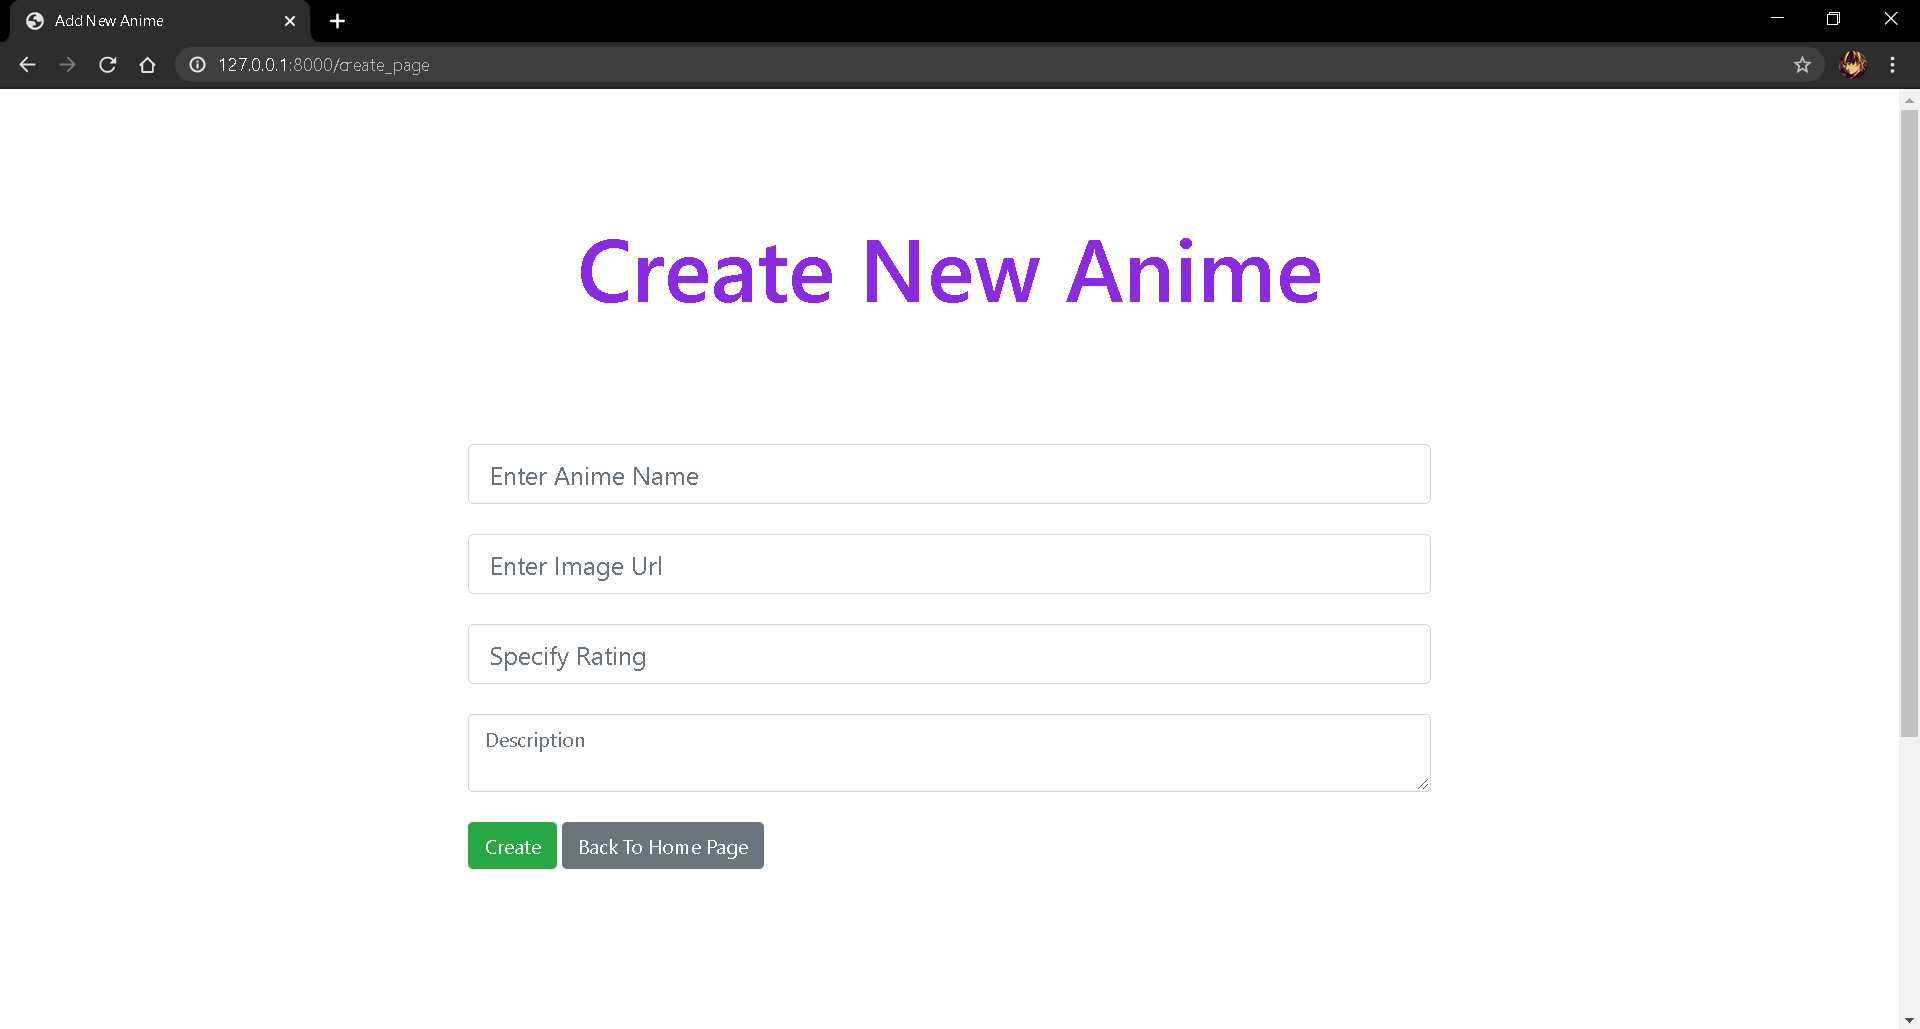 Add New Anime
127.0.0.1:8000/create_page
Create New Anime
Enter Anime Name
Enter Image Url
Specify Rating
Description
Create Back To Home Page